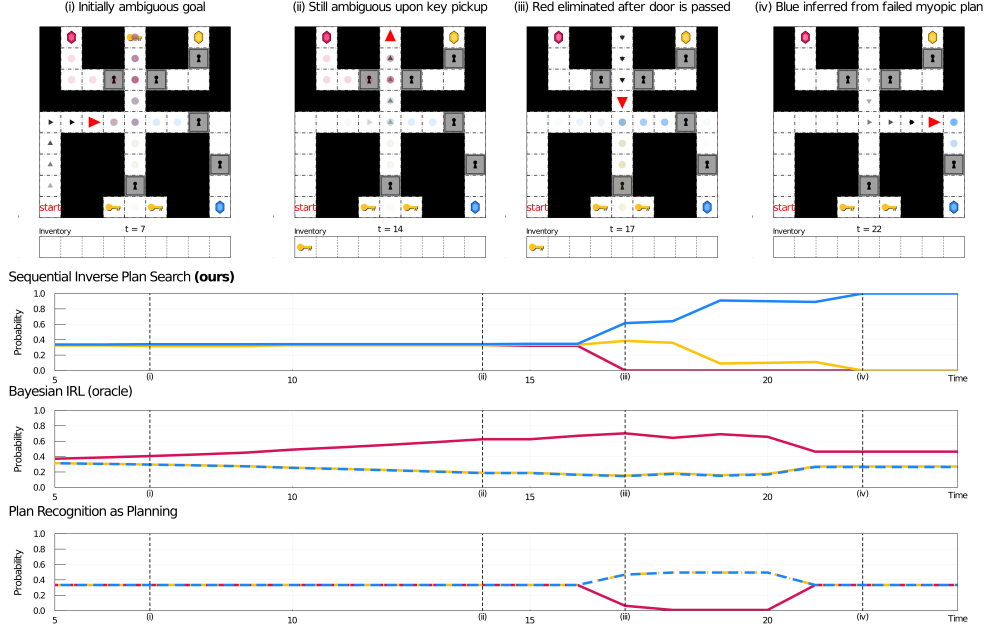 (i) Initially ambiguous goal
(ii) Still ambiguous upon key pickup
(iii) Red eliminated after door is passed
(iv) Blue inferred from failed myopic plan
start
start
start
start
Inventory
t = 7
Inventory
t = 14
Inventory
t = 17
Inventory
t = 22
Sequential Inverse Plan Search (ours)
Probability
1.0
0.8
0.6
0.4
0.2
0.0
5 (i) 10 (ii) 15 (iii) 20 (iv) Time
Bayesian IRL (oracle)
Probability
1.0
0.8
0.6
0.4
0.2
0.0
5 (i) 10 (ii) 15 (iii) 20 (iv) Time
Plan Recognition as Planning
Probability
1.0
0.8
0.6
0.4
0.2
0.0
5 (i) 10 (ii) 15 (iii) 20 (iv) Time